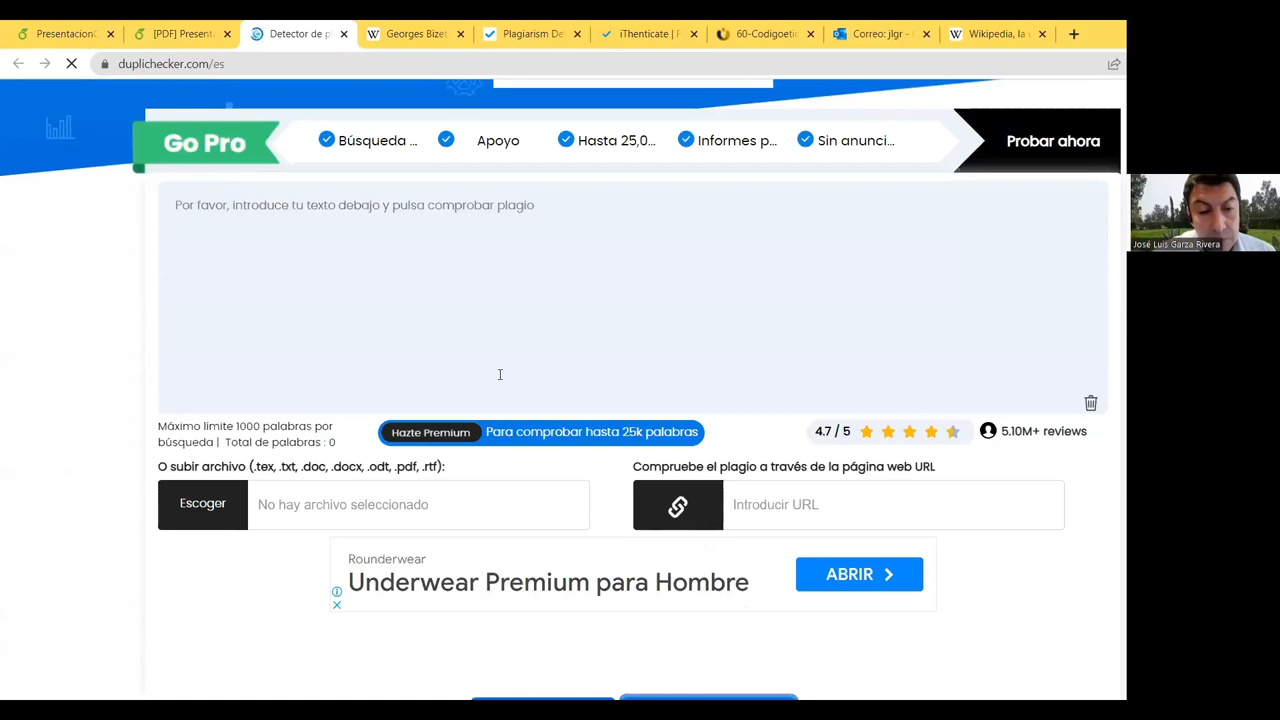 PresentacionC
[PDF] Present
Detector de p
Georges Bizet
Plagiarism De
iThenticate |
60-Codigoetic
Correo: jlgr -
Wikipedia, la
duplichecker.com/es
Go Pro
Búsqueda ...
Apoyo
Hasta 25,0...
Informes p...
Sin anunci...
Probar ahora
Por favor, introduce tu texto debajo y pulsa comprobar plagio
José Luis Garza Rivera
Máximo limite 1000 palabras por
búsqueda | Total de palabras : 0
Hazte Premium Para comprobar hasta 25k palabras
4.7 / 5
5.10M+ reviews
O subir archivo (.tex, .txt, .doc, .docx, .odt, .pdf, .rtf):
Compruebe el plagio a través de la página web URL
Escoger
No hay archivo seleccionado
Introducir URL
Rounderwear
Underwear Premium para Hombre
ABRIR